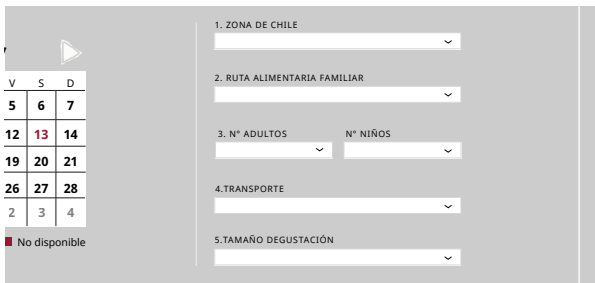 V S D
5 6 7
12 13 14
19 20 21
26 27 28
2 3 4
No disponible
1. ZONA DE CHILE
2. RUTA ALIMENTARIA FAMILIAR
3. N° ADULTOS N° NIÑOS
4.TRANSPORTE
5.TAMAÑO DEGUSTACIÓN